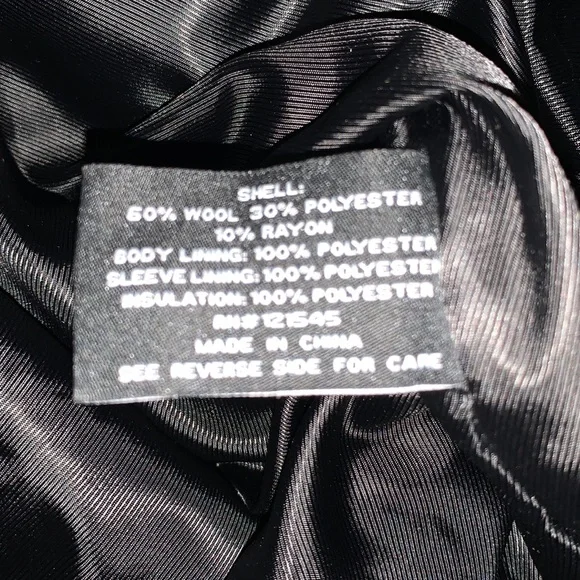 SHELL:
60% WOOL 30% POLYESTER
10% RAYON
BODY LINING: 100% POLYESTER
SLEEVE LINING: 100% POLYESTER
INSULATION: 100% POLYESTER
RN# 121545
MADE IN CHINA
SEE REVERSE SIDE FOR CARE